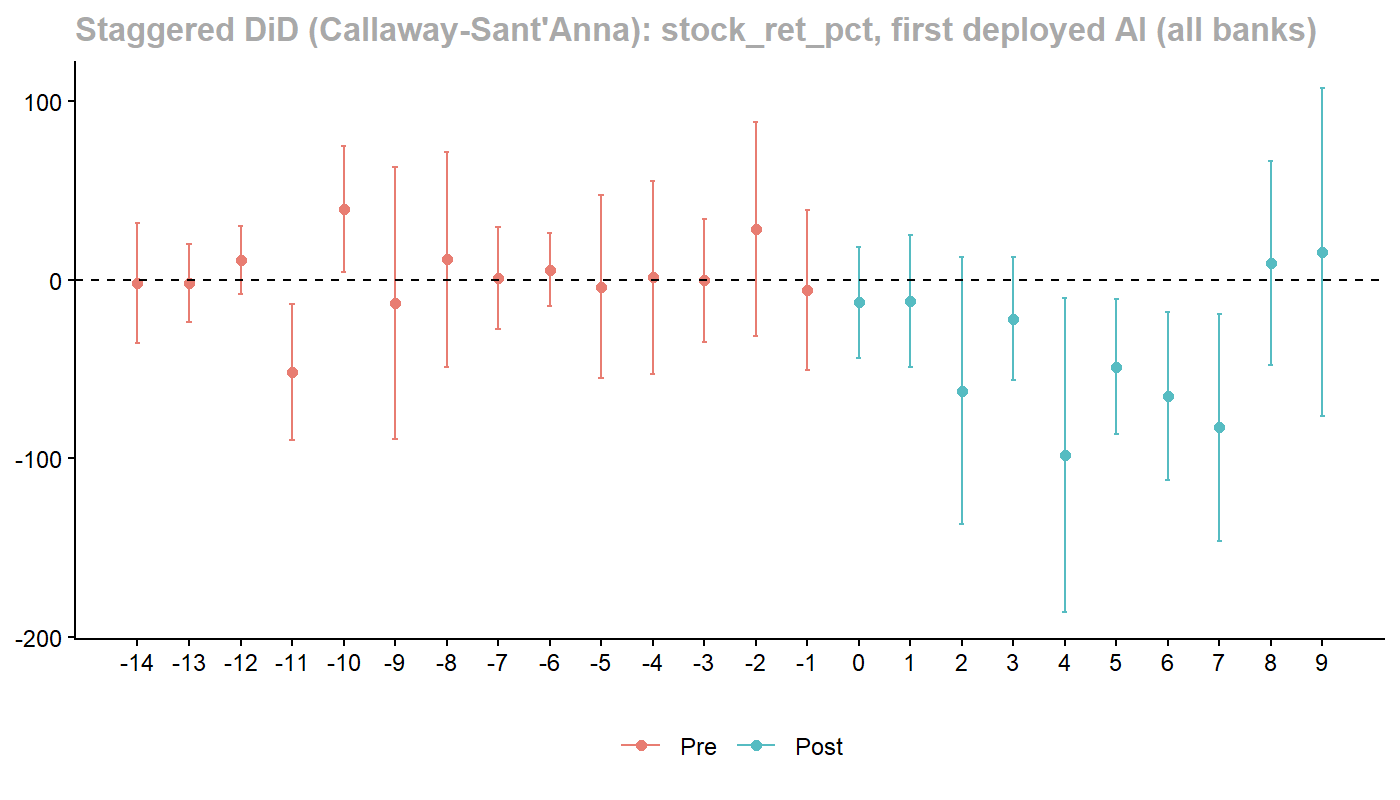 Staggered DiD (Callaway-Sant'Anna): stock_ret_pct, first deployed AI (all banks)
100
0
-100
-200
-14 -13 -12 -11 -10 -9 -8 -7 -6 -5 -4 -3 -2 -1 0 1 2 3 4 5 6 7 8 9
Pre Post